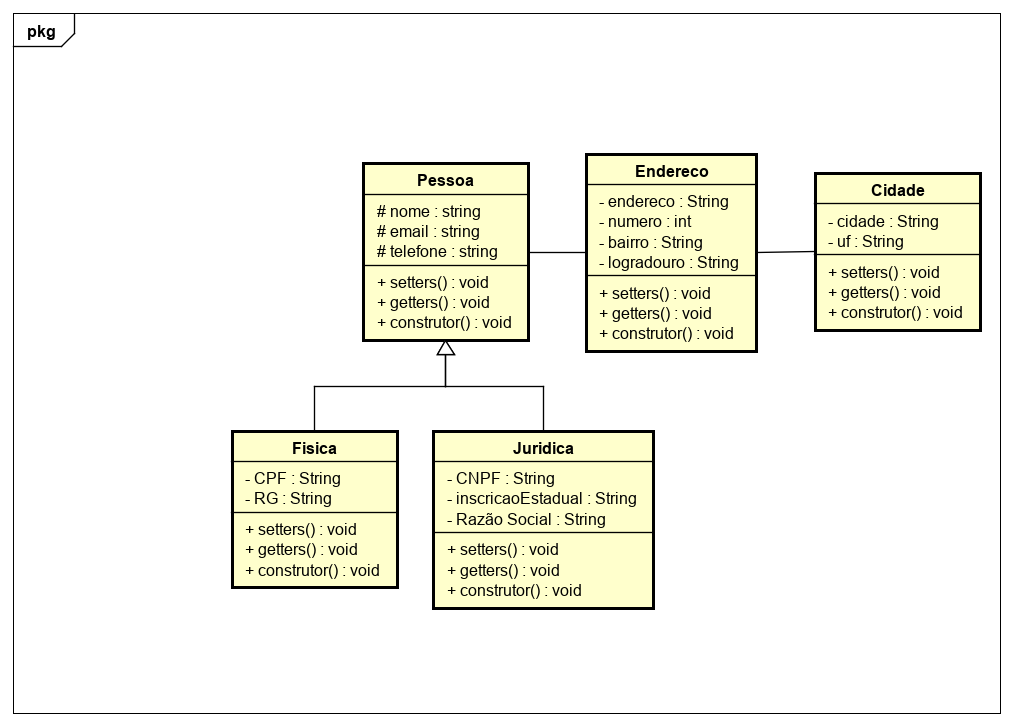 pkg
Pessoa
# nome : string
# email : string
# telefone : string
+ setters() : void
+ getters() : void
+ construtor() : void
Endereco
- endereco : String
- numero : int
- bairro : String
- logradouro : String
+ setters() : void
+ getters() : void
+ construtor() : void
Cidade
- cidade : String
- uf : String
+ setters() : void
+ getters() : void
+ construtor() : void
Fisica
- CPF : String
- RG : String
+ setters() : void
+ getters() : void
+ construtor() : void
Juridica
- CNPF : String
- inscricaoEstadual : String
- Razão Social : String
+ setters() : void
+ getters() : void
+ construtor() : void